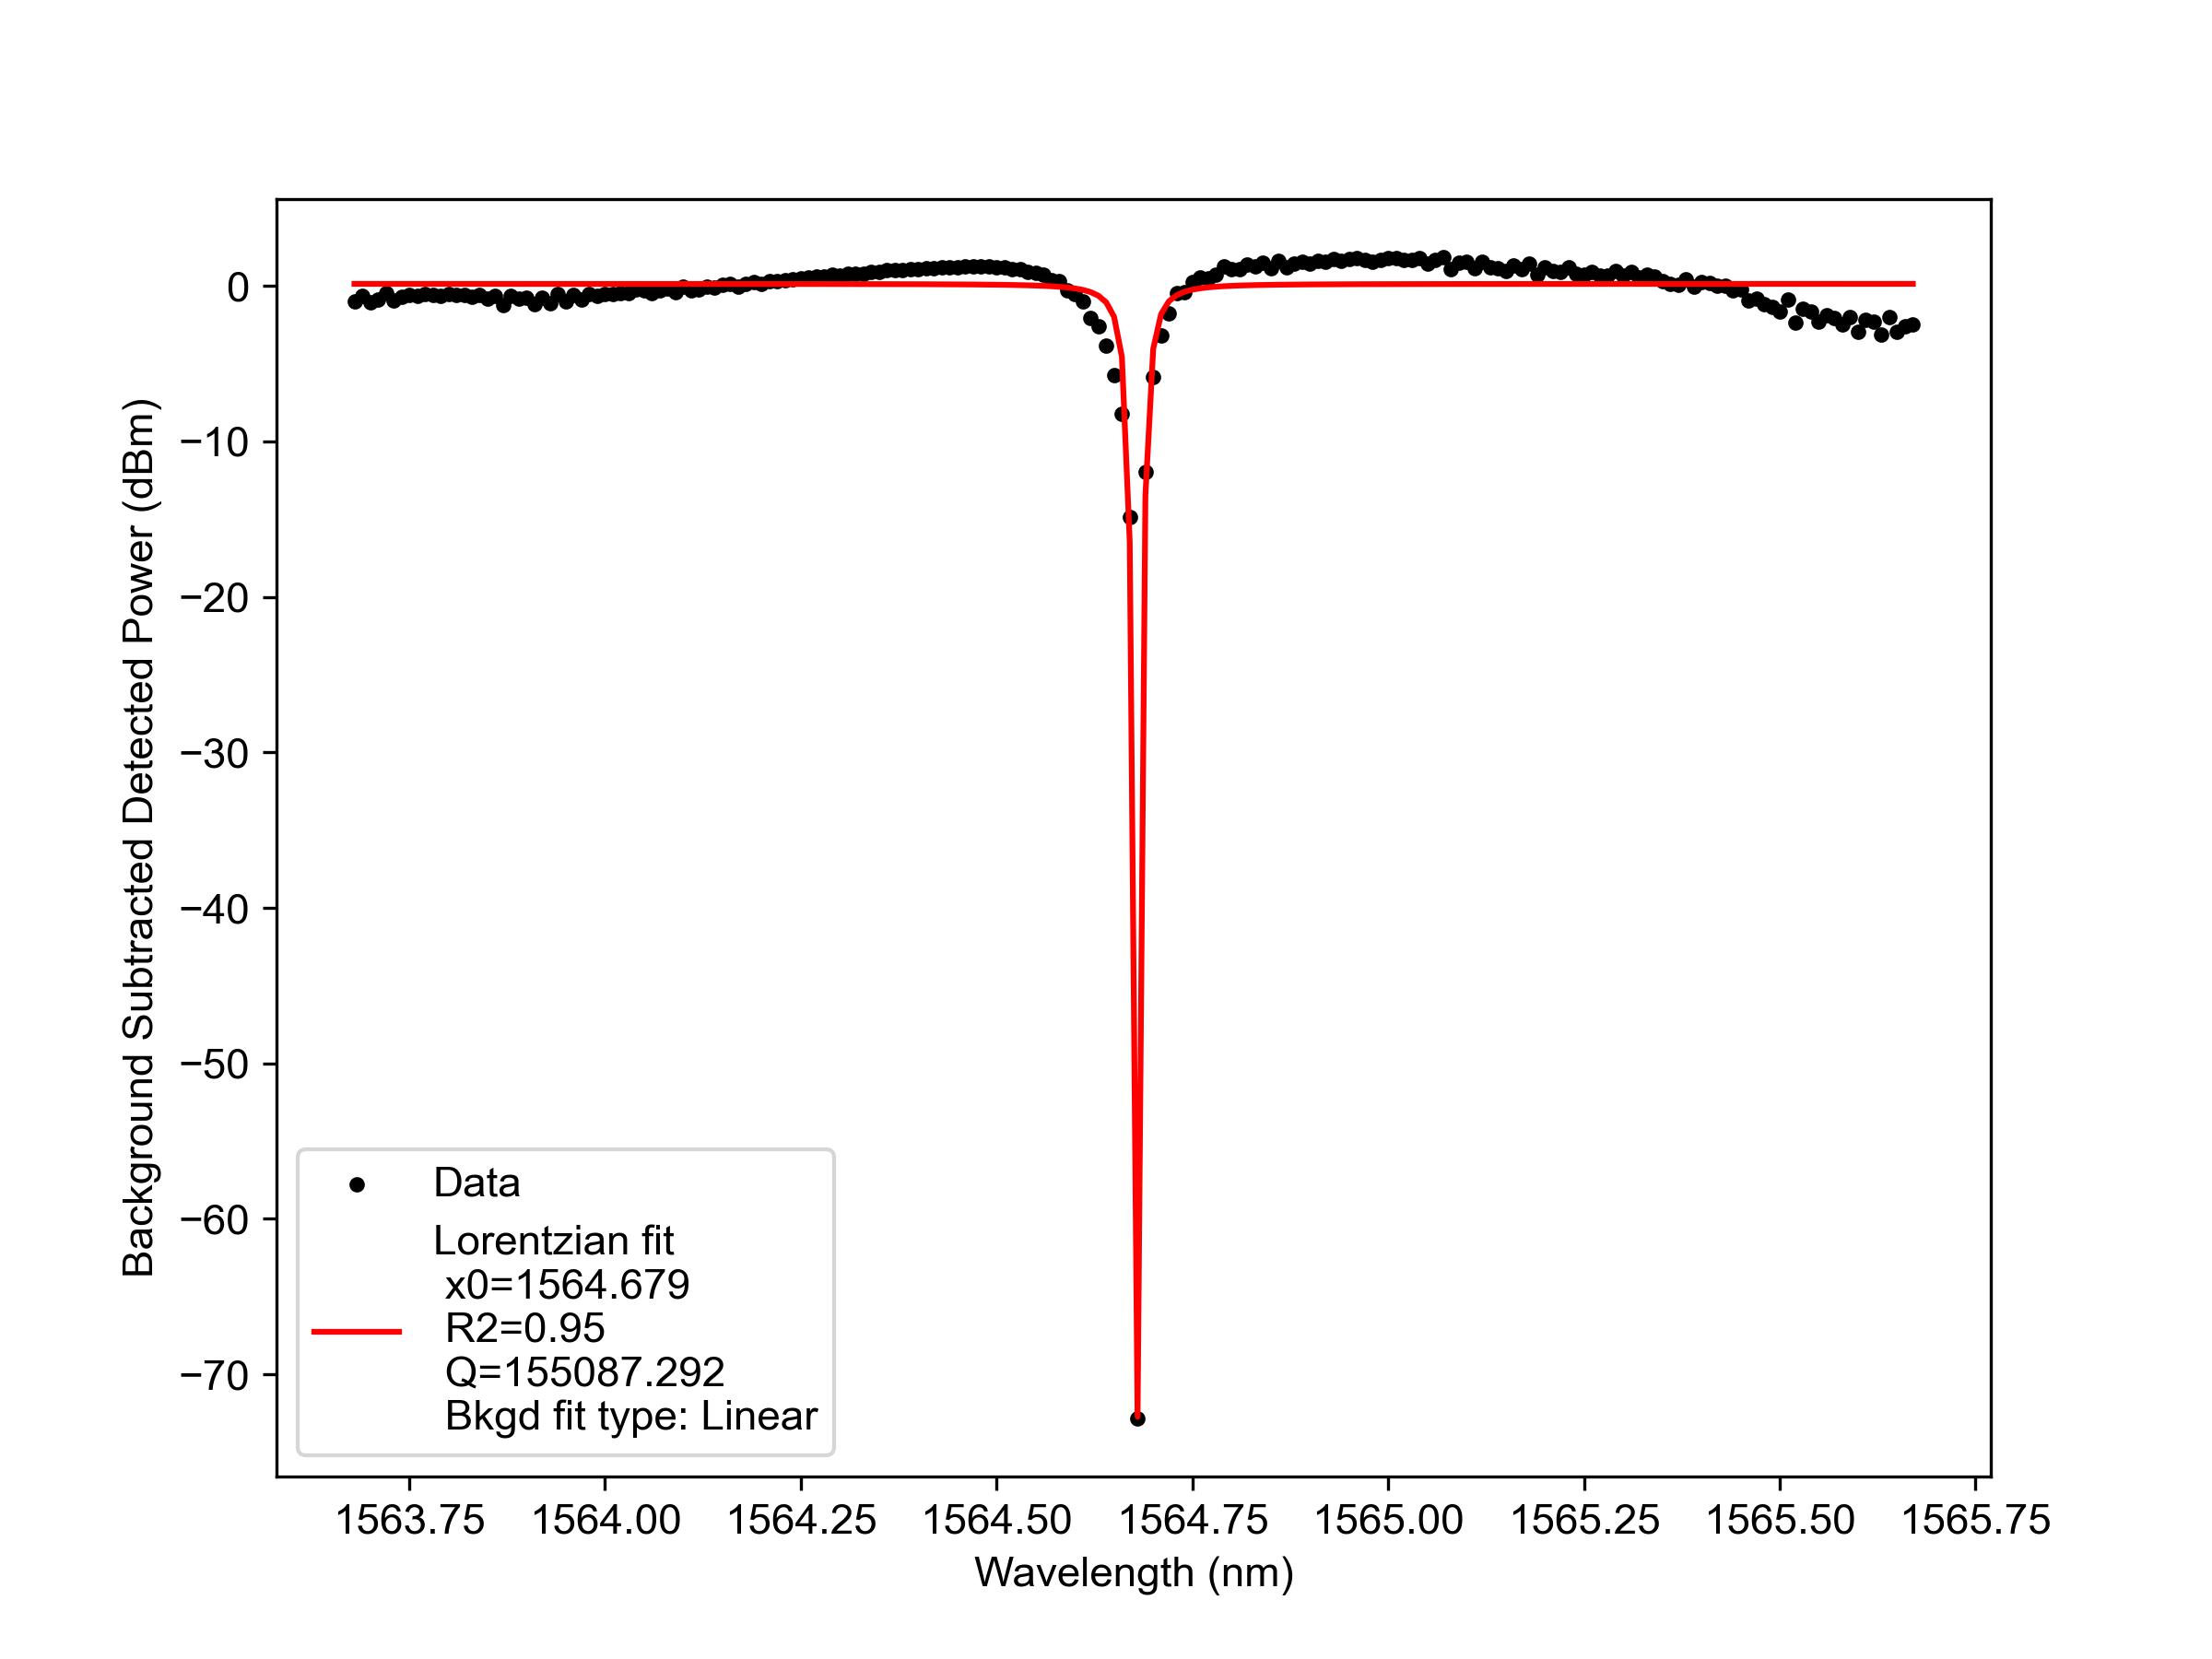 0
−10
−20
−30
−40
−50
−60
−70
Background Subtracted Detected Power (dBm)
Data
Lorentzian fit
x0=1564.679
R2=0.95
Q=155087.292
Bkgd fit type: Linear
1563.75 1564.00 1564.25 1564.50 1564.75 1565.00 1565.25 1565.50 1565.75
Wavelength (nm)